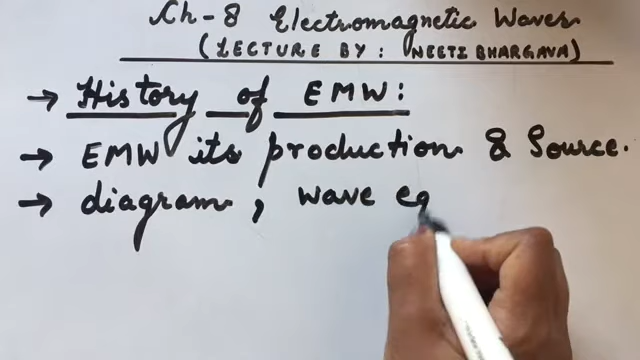 Ch-8 Electromagnetic Waves
(LECTURE BY: NEETI BHARGAVA)
→ History of EMW:
→ EMW its production & Source.
→ diagram, wave eq